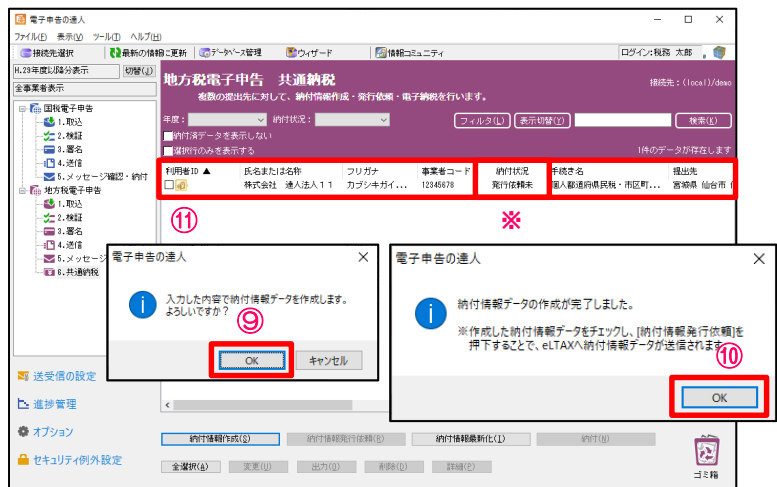 電子申告の達人
ファイル(F) 表示(V) ツール(T) ヘルプ(H)
接続先選択 最新の情報に更新 データベース管理 ウィザード 情報コミュニティ ログイン:税務 太郎
H.29年度以降分表示 切替(J)
全事業者表示
国税電子申告
1.取込
2.検証
3.署名
4.送信
5.メッセージ確認・納付
地方税電子申告
1.取込
2.検証
3.署名
4.送信
5.メッセージ
6.共通納税
送受信の設定
進捗管理
オプション
セキュリティ例外設定
地方税電子申告 共通納税
接続先:(local)/demo
複数の提出先に対して、納付情報作成・発行依頼・電子納税を行います。
年度: 納付状況: フィルタ(L) 表示切替(Y) 検索(K)
納付済データを表示しない
選択行のみを表示する 1件のデータが存在します
利用者ID ▲ 氏名または名称 フリガナ 事業者コード 納付状況 手続き名 提出先
株式会社 達人法人11 カブシキガイ... 12345678 発行依頼未 個人都道府県民税・市区町... 宮城県 仙台市
⑪ ※
電子申告の達人
入力した内容で納付情報データを作成します。
よろしいですか?
⑨
OK キャンセル
電子申告の達人
納付情報データの作成が完了しました。
※作成した納付情報データをチェックし、[納付情報発行依頼]を
押下することで、eLTAXへ納付情報データが送信されます
⑩
OK
納付情報作成(S) 納付情報発行依頼(R) 納付情報最新化(I) 納付(N)
全選択(A) 変更(U) 出力(O) 削除(D) 詳細(P)
ゴミ箱